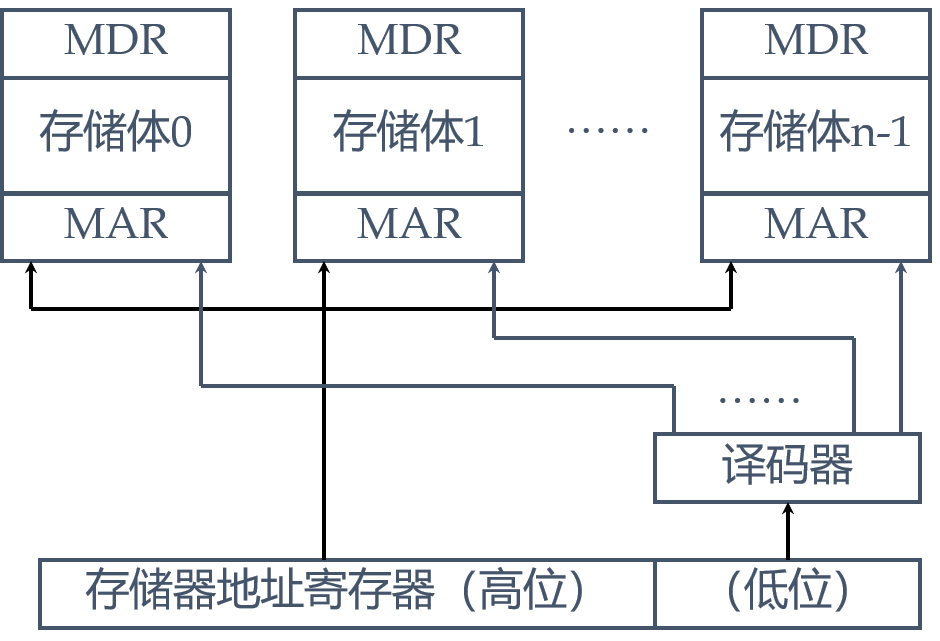 MDR MDR MDR
存储体0 存储体1 …… 存储体n-1
MAR MAR MAR
……
译码器
存储器地址寄存器（高位） （低位）